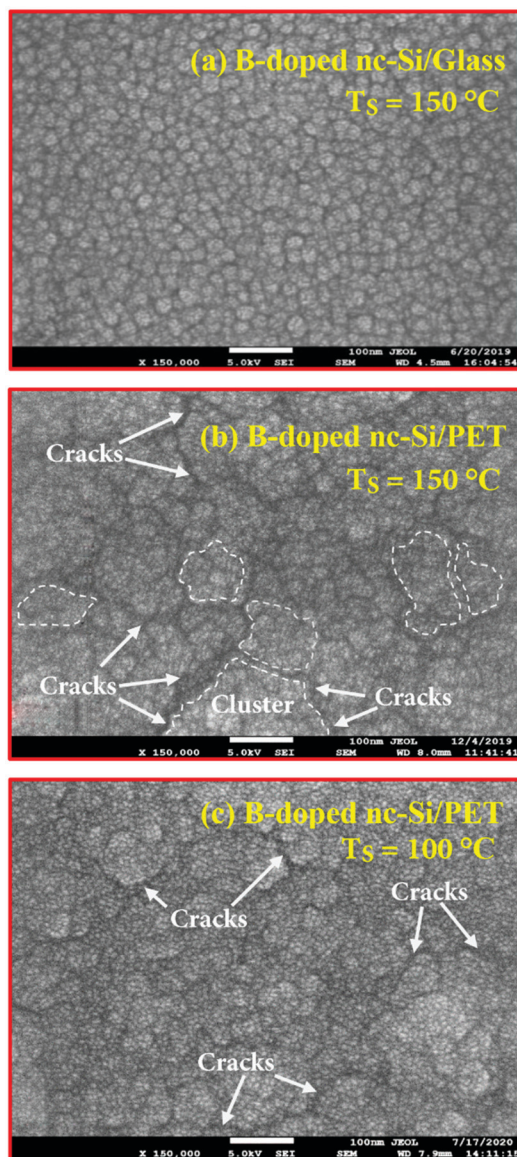 (a) B-doped nc-Si/Glass
Ts = 150 °C
100nm JEOL 6/20/2019
X 150,000 5.0kV SEI SEM WD 4.5mm 16:04:54
(b) B-doped nc-Si/PET
Cracks
Ts = 150 °C
Cracks
Cluster
Cracks
100nm JEOL 12/4/2019
X 150,000 5.0kV SEI SEM WD 8.0mm 11:41:41
(c) B-doped nc-Si/PET
Ts = 100 °C
Cracks
Cracks
Cracks
100nm JEOL 7/17/2020
X 150,000 5.0kV SEI SEM WD 7.9mm 14:11:15